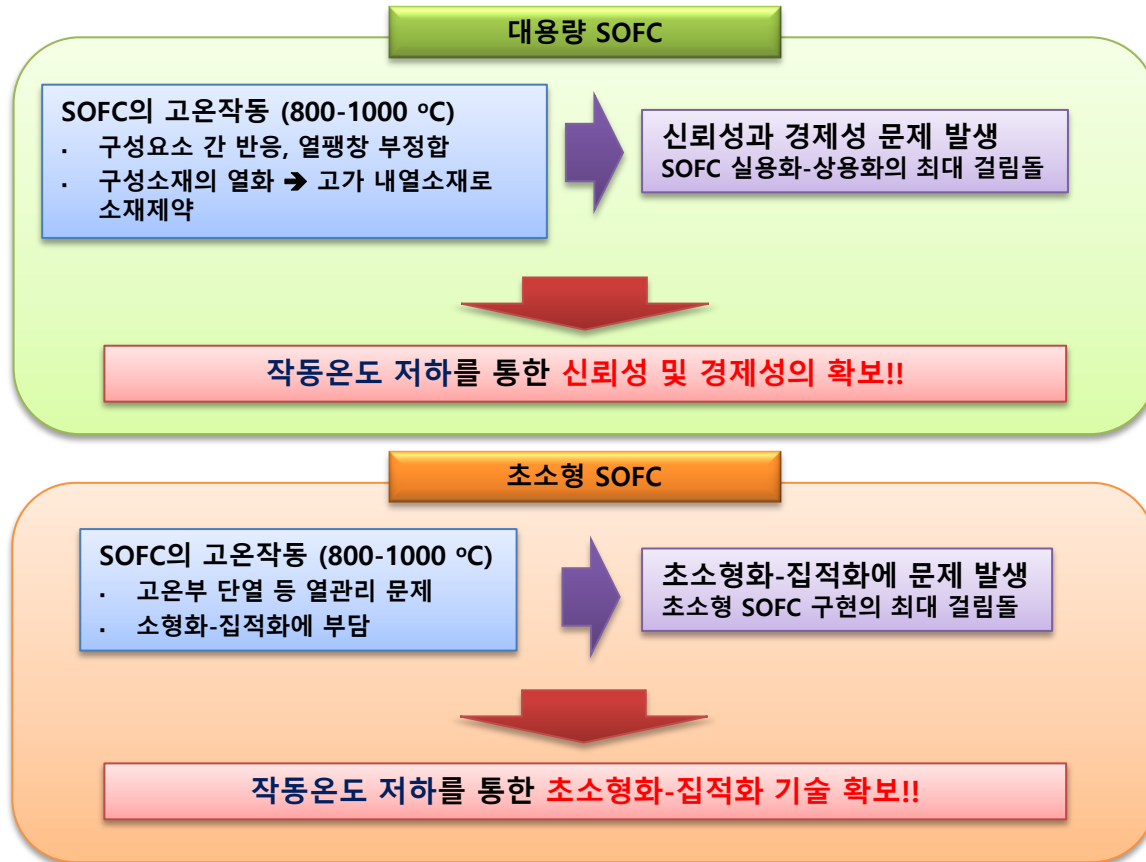 대용량 SOFC
SOFC의 고온작동 (800-1000 ºC)
· 구성요소 간 반응, 열팽창 부정합
· 구성소재의 열화 ➔ 고가 내열소재로
소재제약
신뢰성과 경제성 문제 발생
SOFC 실용화-상용화의 최대 걸림돌
작동온도 저하를 통한 신뢰성 및 경제성의 확보!!
초소형 SOFC
SOFC의 고온작동 (800-1000 ºC)
· 고온부 단열 등 열관리 문제
· 소형화-집적화에 부담
초소형화-집적화에 문제 발생
초소형 SOFC 구현의 최대 걸림돌
작동온도 저하를 통한 초소형화-집적화 기술 확보!!